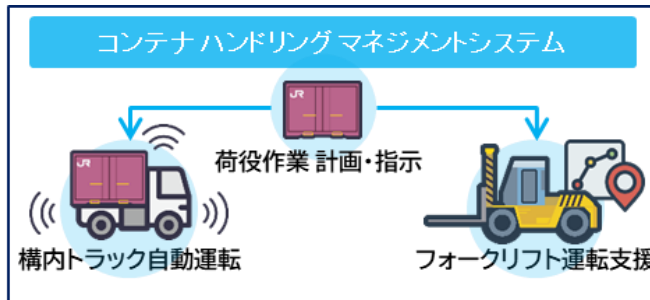 コンテナ ハンドリング マネジメントシステム
JR
荷役作業 計画・指示
JR
構内トラック自動運転
フォークリフト運転支援